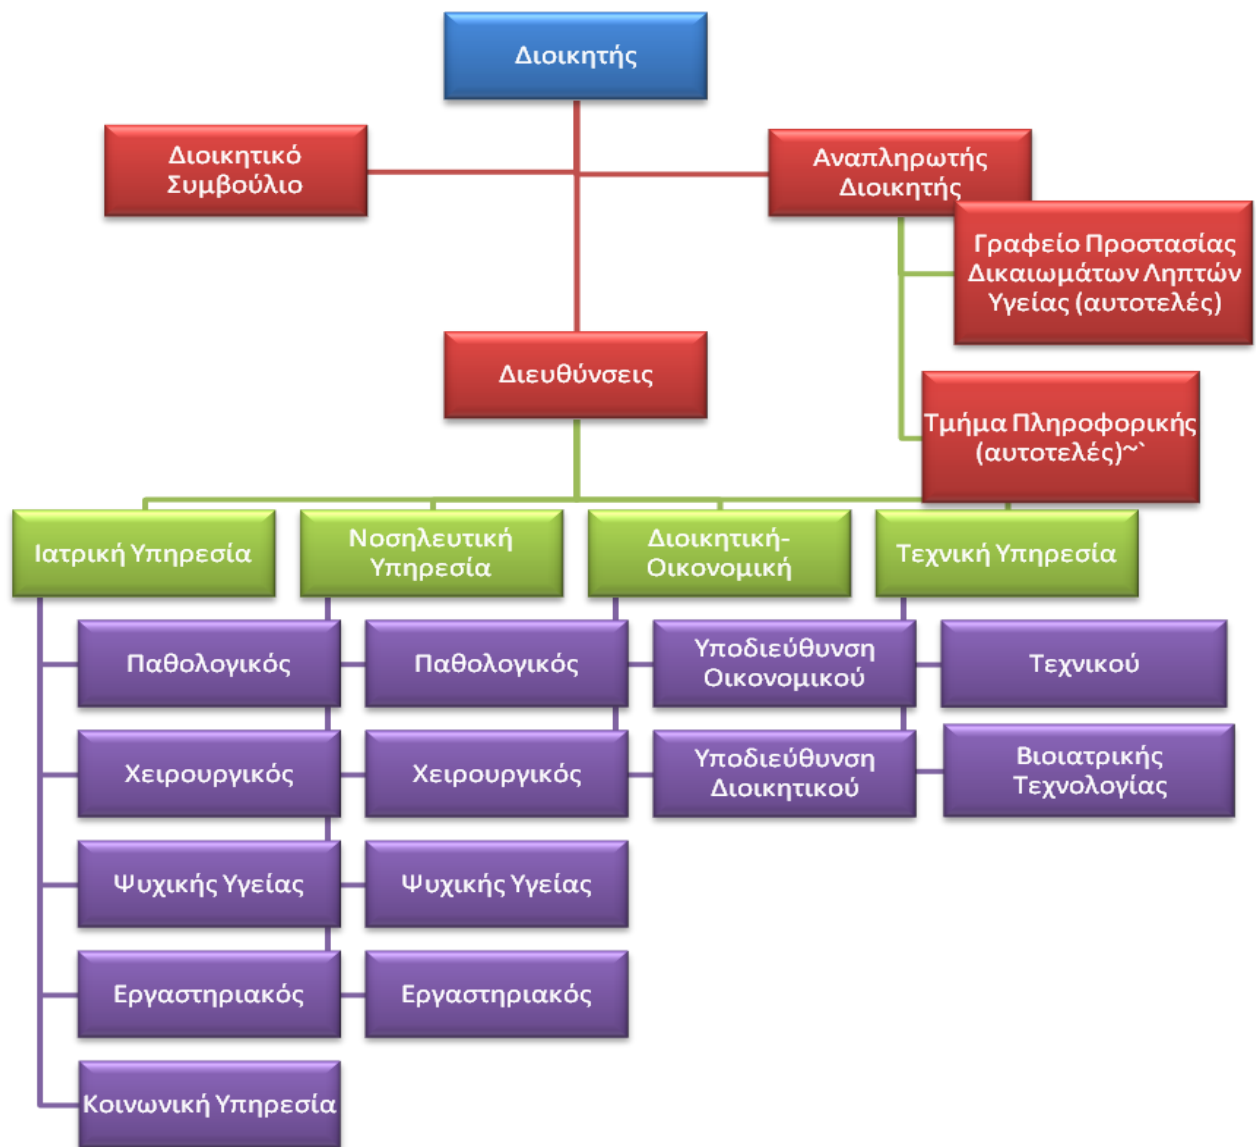 Διοικητής
Διοικητικό
Συμβούλιο
Αναπληρωτής
Διοικητής
Γραφείο Προστασίας
Δικαιωμάτων Ληπτών
Υγείας (αυτοτελές)
Διευθύνσεις
Τμήμα Πληροφορικής
(αυτοτελές)~`
Ιατρική Υπηρεσία
Νοσηλευτική
Υπηρεσία
Διοικητική-
Οικονομική
Τεχνική Υπηρεσία
Παθολογικός
Παθολογικός
Υποδιεύθυνση
Οικονομικού
Τεχνικού
Χειρουργικός
Χειρουργικός
Υποδιεύθυνση
Διοικητικού
Βιοιατρικής
Τεχνολογίας
Ψυχικής Υγείας
Ψυχικής Υγείας
Εργαστηριακός
Εργαστηριακός
Κοινωνική Υπηρεσία